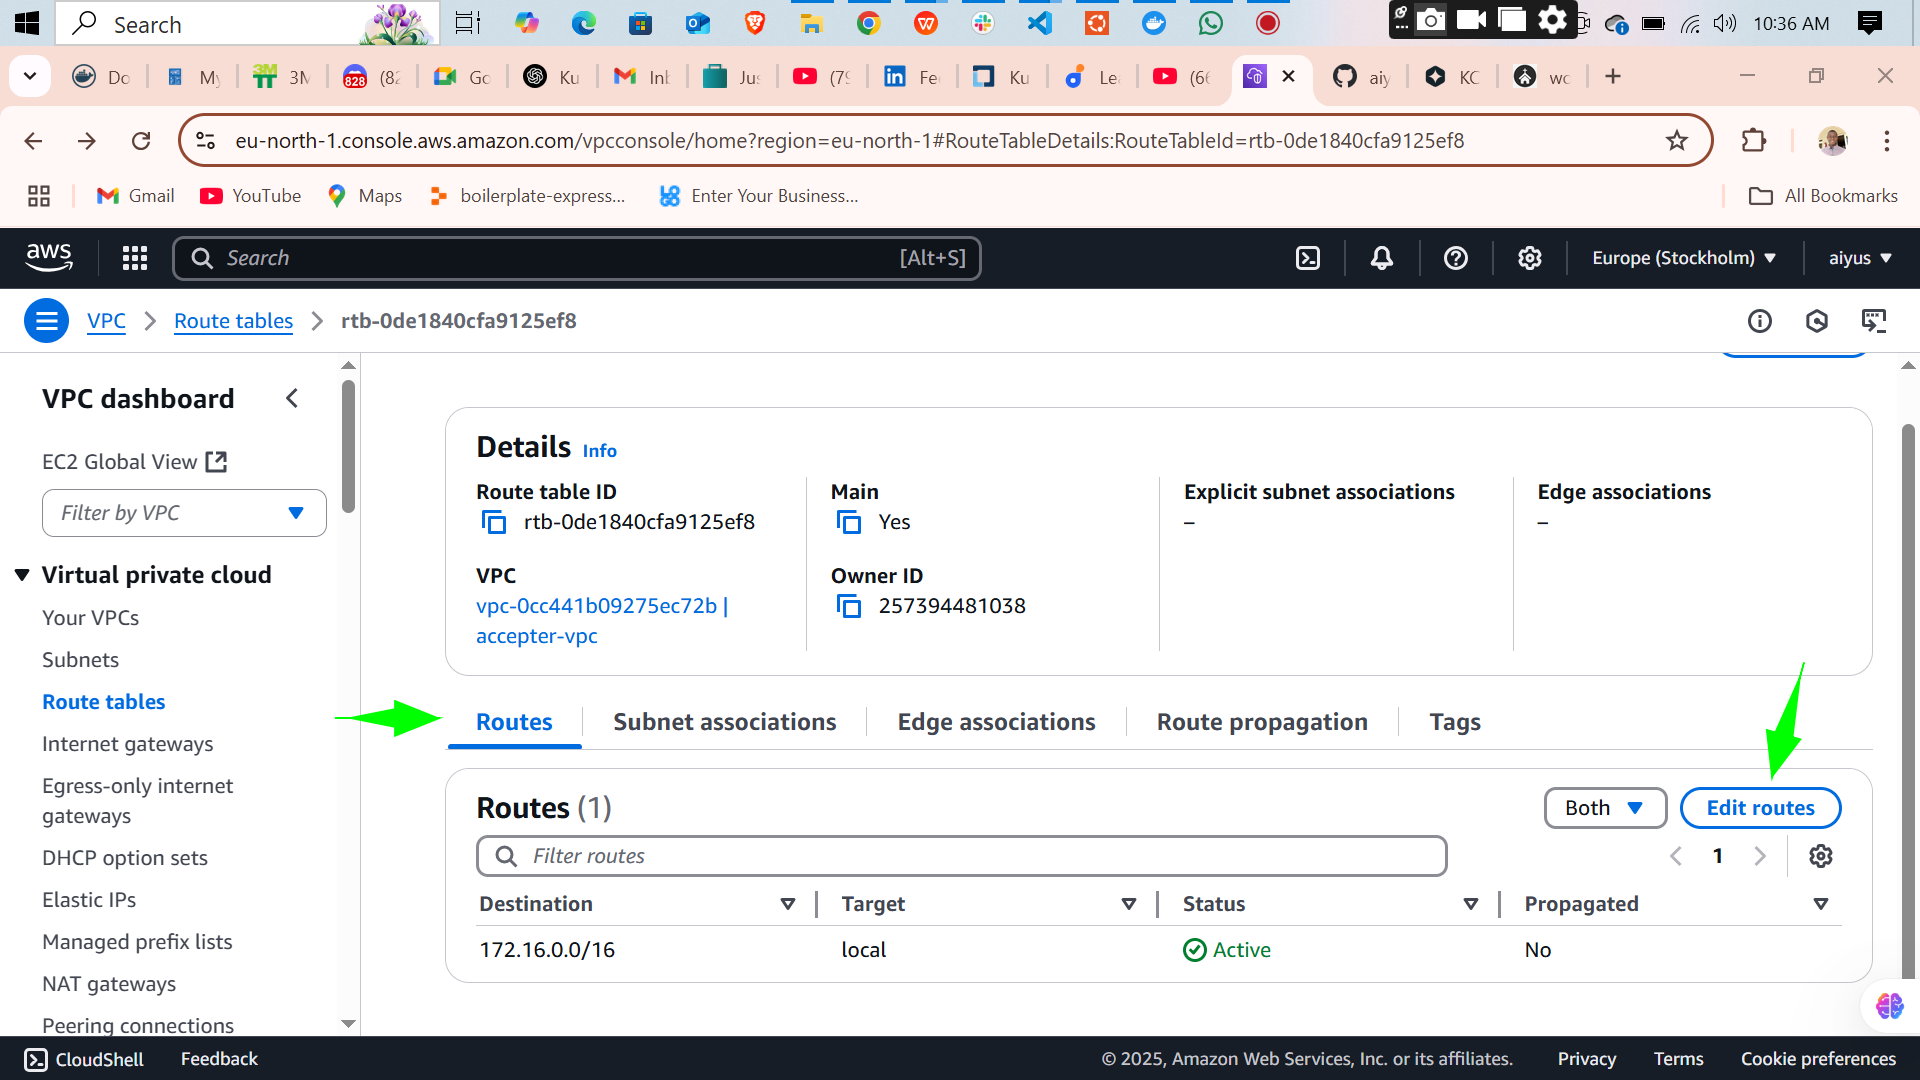 Search
10:36 AM
Do
My
3M
828
(82
Go
Ku
Inb
Jus
(79
Fee
Ku
Le
(66
aiy
KC
wc
eu-north-1.console.aws.amazon.com/vpcconsole/home?region=eu-north-1#RouteTableDetails:RouteTableId=rtb-0de1840cfa9125ef8
Gmail
YouTube
Maps
boilerplate-express...
Enter Your Business...
All Bookmarks
aws
Search
[Alt+S]
Europe (Stockholm)
aiyus
VPC
Route tables
rtb-0de1840cfa9125ef8
VPC dashboard
EC2 Global View
Filter by VPC
Virtual private cloud
Your VPCs
Subnets
Route tables
Internet gateways
Egress-only internet
gateways
DHCP option sets
Elastic IPs
Managed prefix lists
NAT gateways
Peering connections
Details Info
Route table ID
rtb-0de1840cfa9125ef8
Main
Yes
Explicit subnet associations
–
Edge associations
–
VPC
vpc-0cc441b09275ec72b |
accepter-vpc
Owner ID
257394481038
Routes
Subnet associations
Edge associations
Route propagation
Tags
Routes (1)
Both
Edit routes
Filter routes
1
Destination
Target
Status
Propagated
172.16.0.0/16
local
Active
No
CloudShell
Feedback
© 2025, Amazon Web Services, Inc. or its affiliates.
Privacy
Terms
Cookie preferences